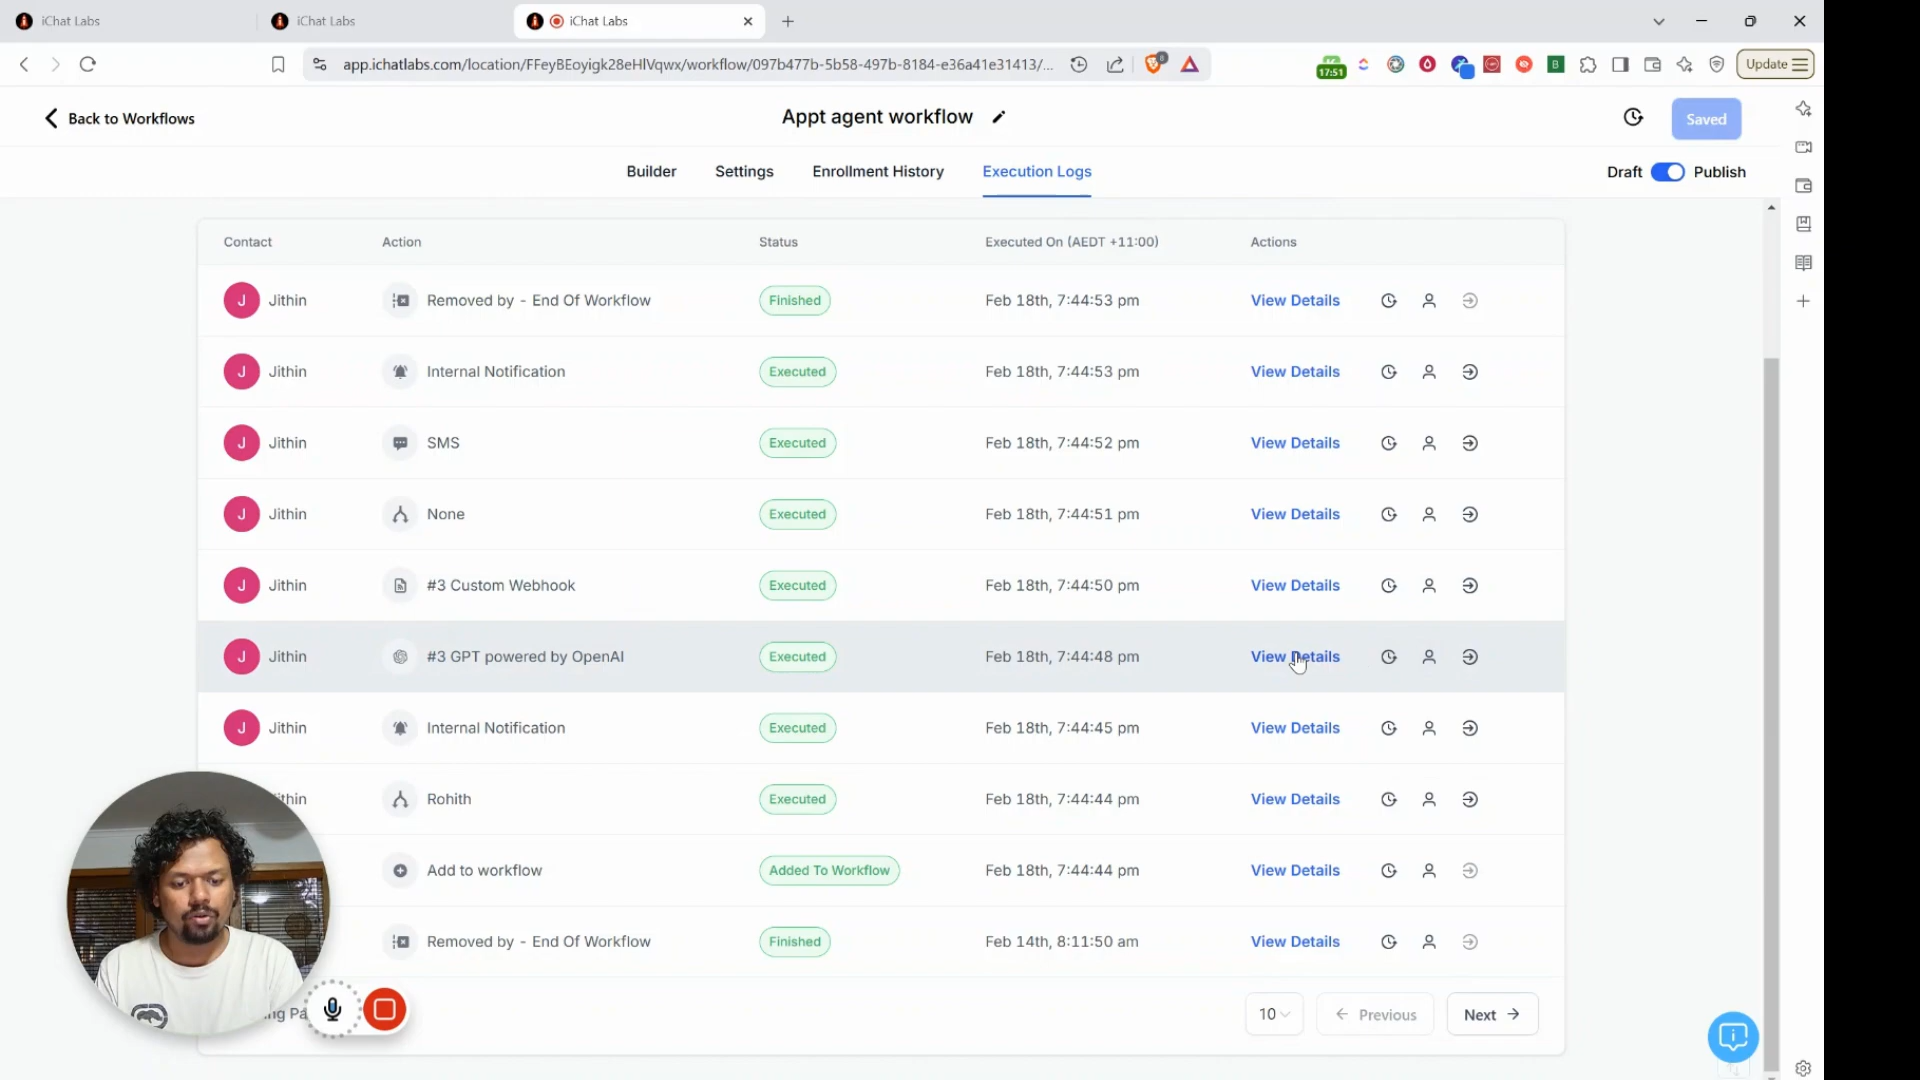 iChat Labs
iChat Labs
iChat Labs
app.ichatlabs.com/location/FFeyBEoyigk28eHlVqwx/workflow/097b477b-5b58-497b-8184-e36a41e31413/...
17:51
Update
Back to Workflows
Appt agent workflow
Saved
Builder
Settings
Enrollment History
Execution Logs
Draft
Publish
Contact Action Status Executed On (AEDT +11:00) Actions
J Jithin Removed by - End Of Workflow Finished Feb 18th, 7:44:53 pm View Details
J Jithin Internal Notification Executed Feb 18th, 7:44:53 pm View Details
J Jithin SMS Executed Feb 18th, 7:44:52 pm View Details
J Jithin None Executed Feb 18th, 7:44:51 pm View Details
J Jithin #3 Custom Webhook Executed Feb 18th, 7:44:50 pm View Details
J Jithin #3 GPT powered by OpenAI Executed Feb 18th, 7:44:48 pm View Details
J Jithin Internal Notification Executed Feb 18th, 7:44:45 pm View Details
ithin Rohith Executed Feb 18th, 7:44:44 pm View Details
Add to workflow Added To Workflow Feb 18th, 7:44:44 pm View Details
Removed by - End Of Workflow Finished Feb 14th, 8:11:50 am View Details
ng Pa 10 Previous Next